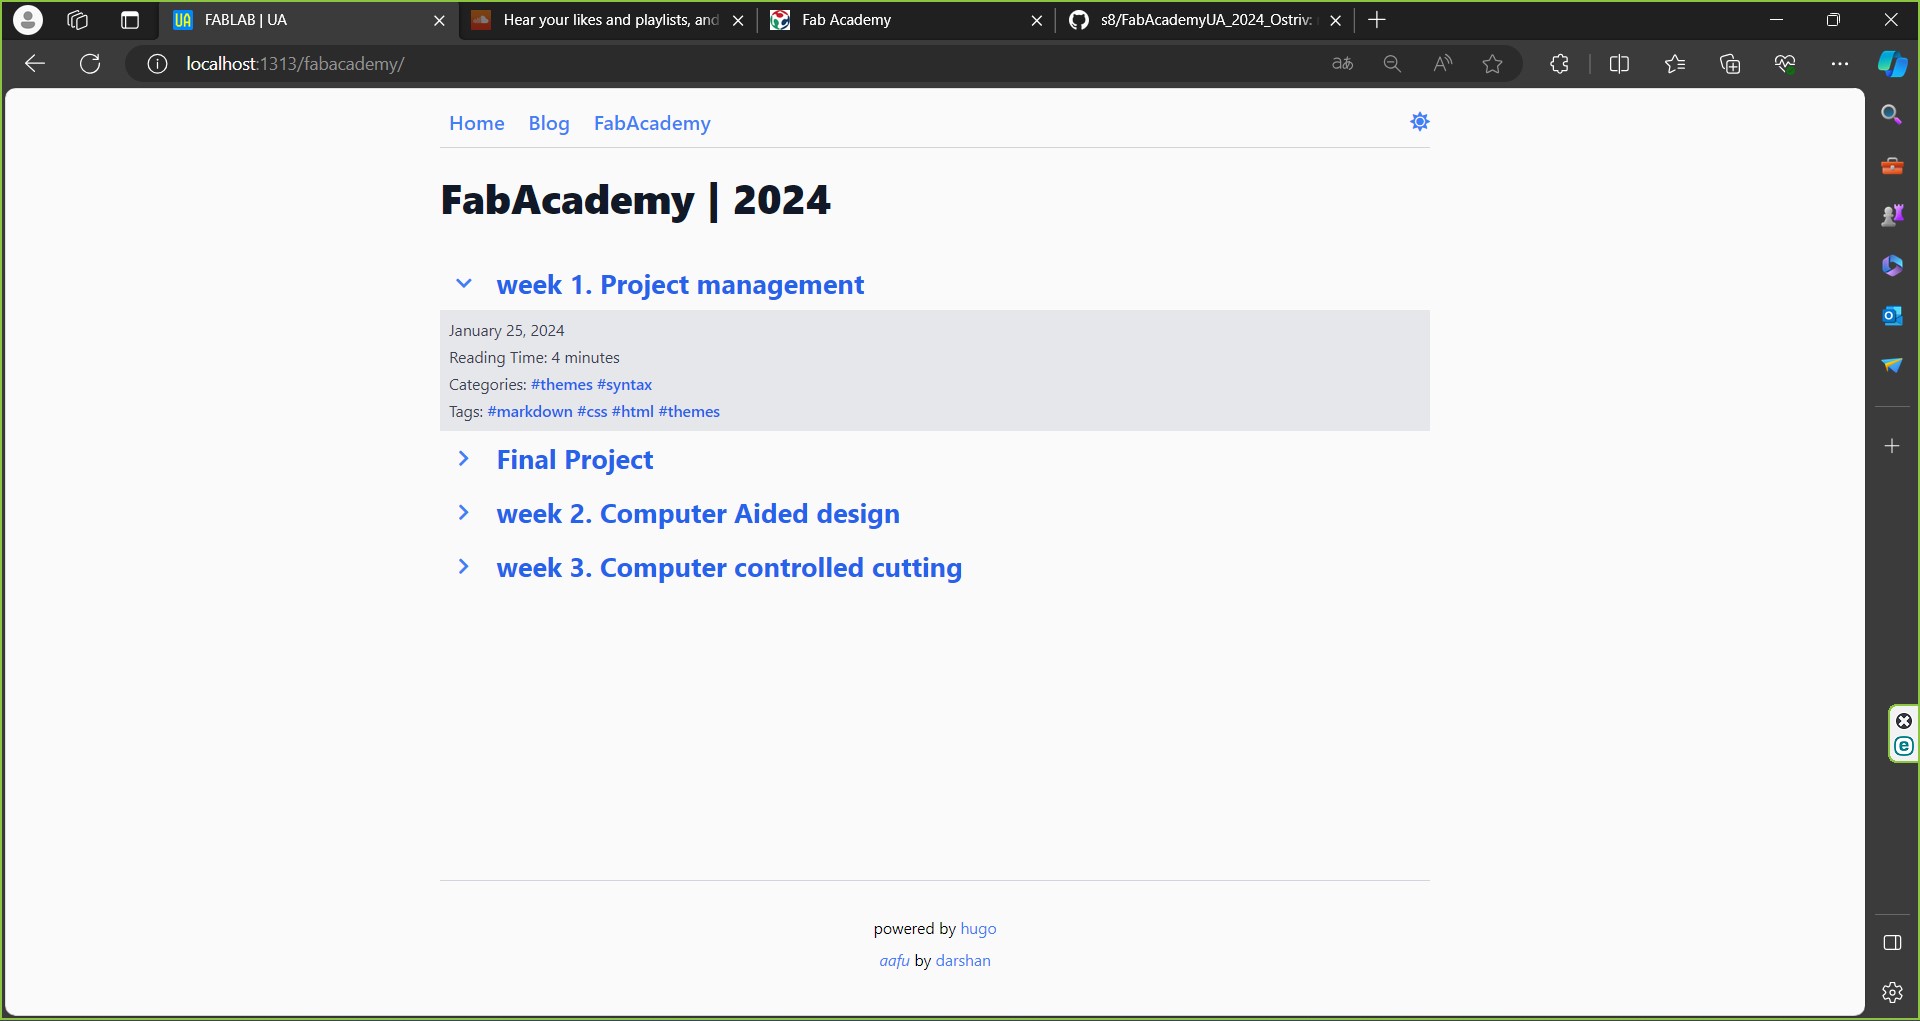 UA FABLAB | UA
Hear your likes and playlists, and
Fab Academy
s8/FabAcademyUA_2024_Ostriv:
localhost:1313/fabacademy/
aあ
Home Blog FabAcademy
FabAcademy | 2024
week 1. Project management
January 25, 2024
Reading Time: 4 minutes
Categories: #themes #syntax
Tags: #markdown #css #html #themes
Final Project
week 2. Computer Aided design
week 3. Computer controlled cutting
powered by hugo
aafu by darshan